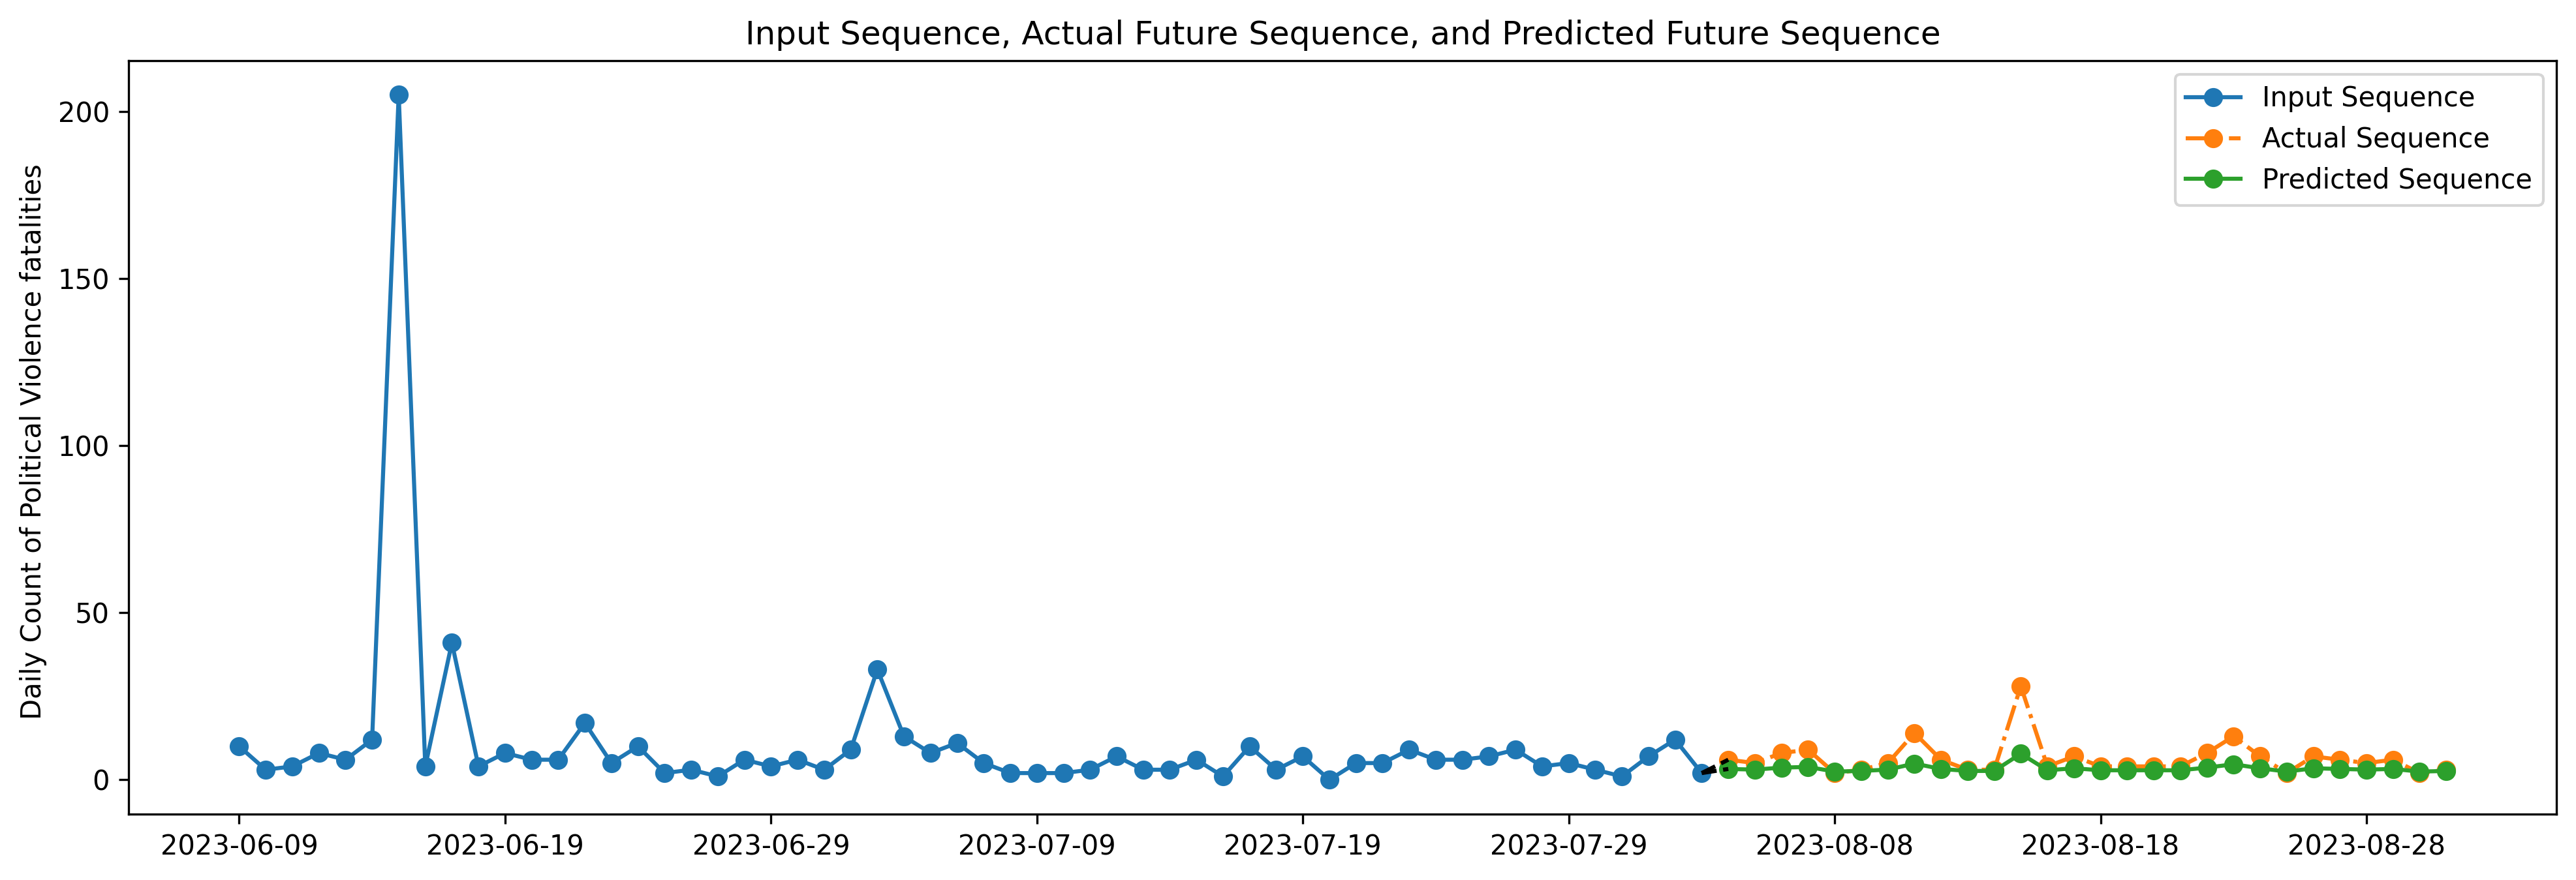 Input Sequence, Actual Future Sequence, and Predicted Future Sequence
Daily Count of Political Violence fatalities
200
150
100
50
0
Input Sequence
Actual Sequence
Predicted Sequence
2023-06-09
2023-06-19
2023-06-29
2023-07-09
2023-07-19
2023-07-29
2023-08-08
2023-08-18
2023-08-28